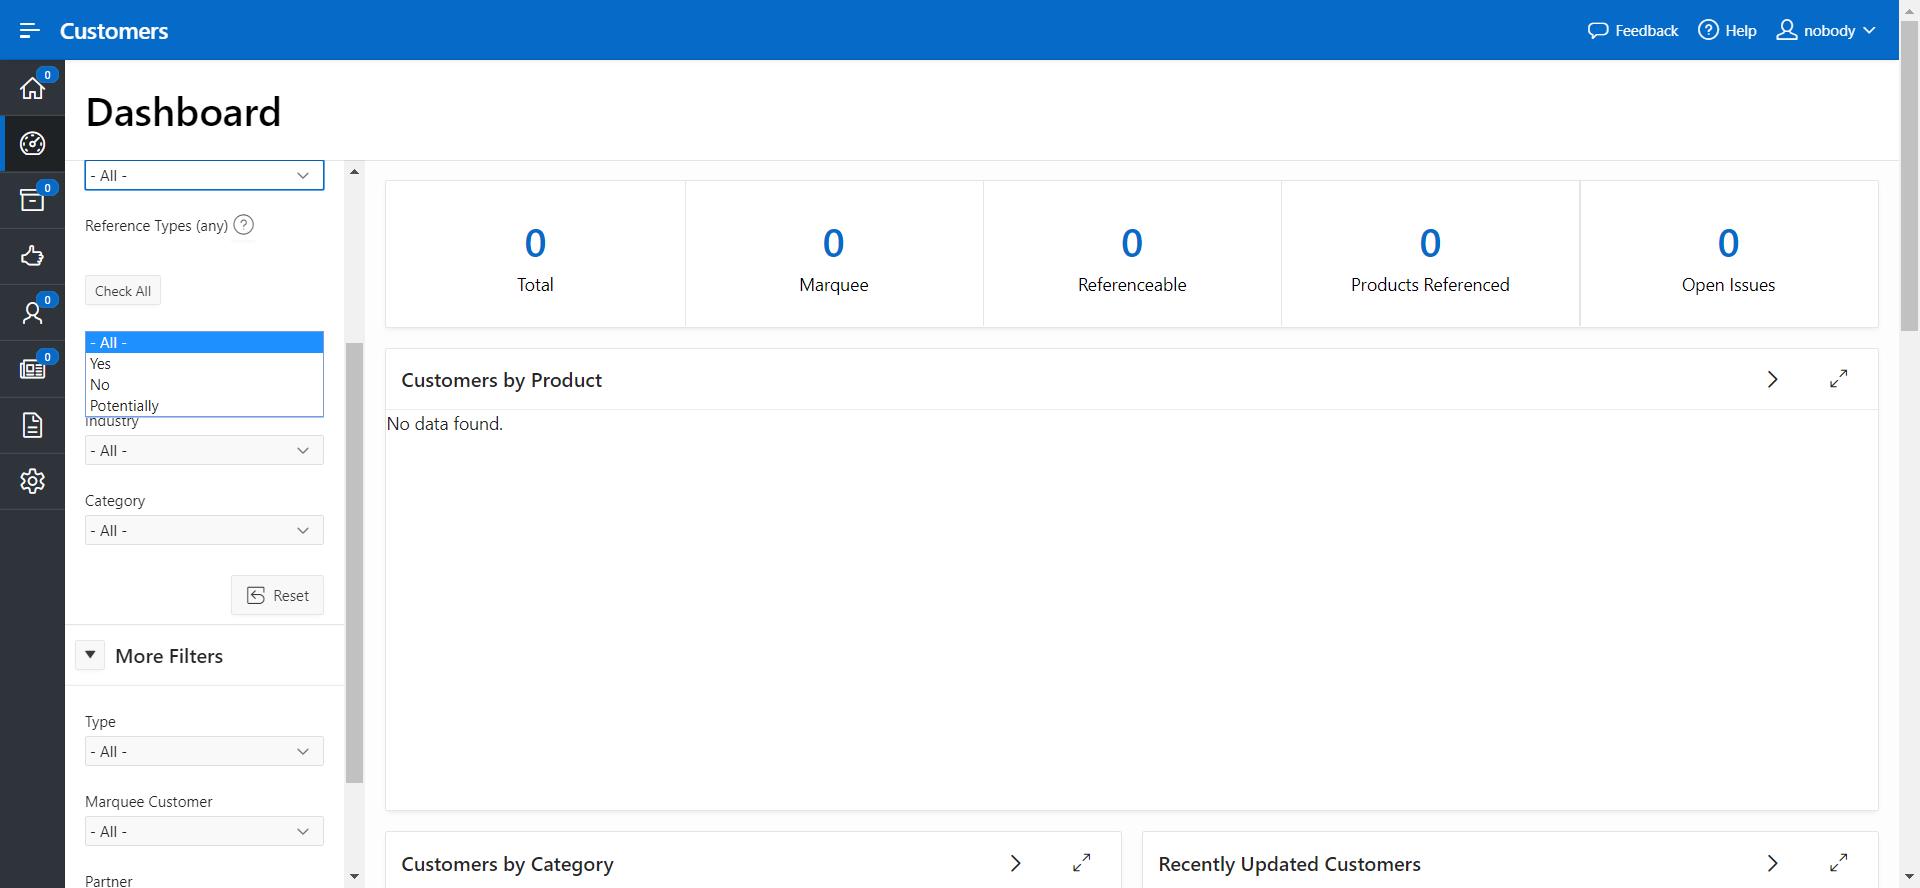 Customers
Feedback
Help
nobody
0
0
0
0
Dashboard
- All -
Reference Types (any) ?
Check All
- All -
Yes
No
Potentially
Industry
- All -
Category
- All -
Reset
More Filters
Type
- All -
Marquee Customer
- All -
Partner
0
Total
0
Marquee
0
Referenceable
0
Products Referenced
0
Open Issues
Customers by Product
No data found.
Customers by Category
Recently Updated Customers